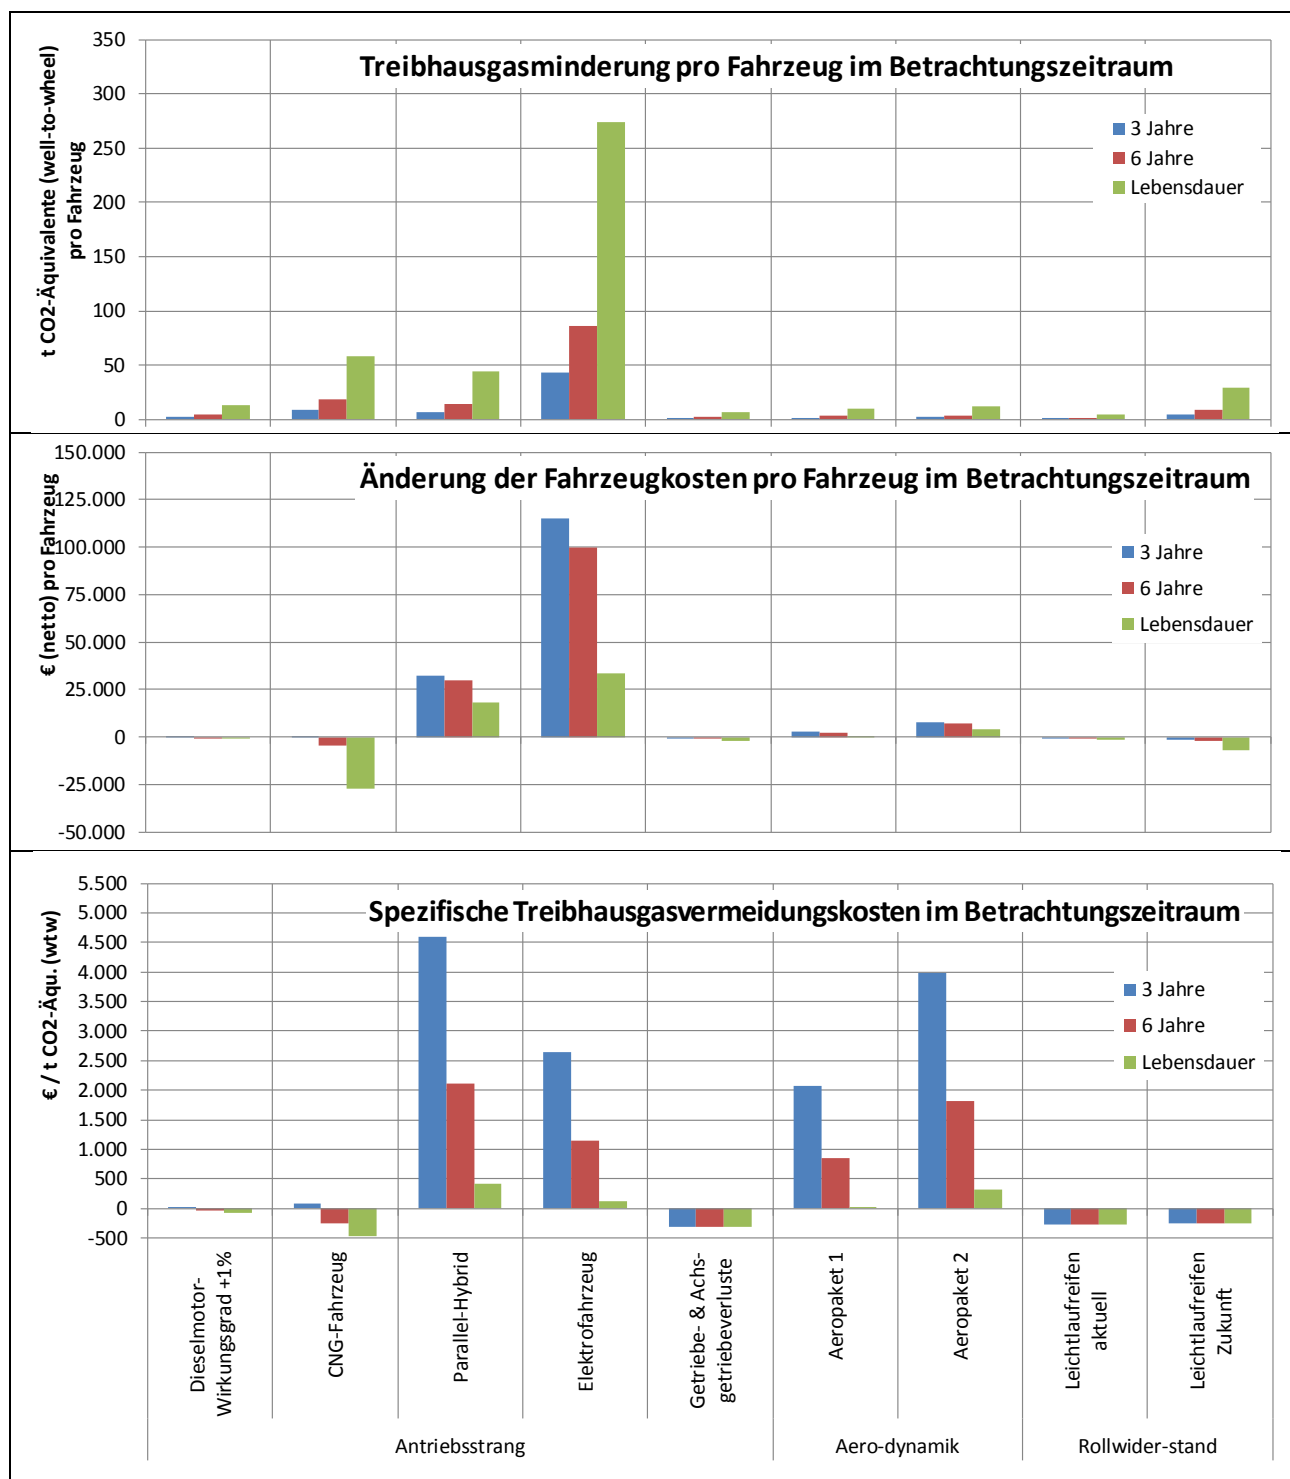 Treibhausgasminderung pro Fahrzeug im Betrachtungszeitraum
t CO2-Äquivalente (well-to-wheel)
pro Fahrzeug
350
300
250
200
150
100
50
0
3 Jahre
6 Jahre
Lebensdauer
Änderung der Fahrzeugkosten pro Fahrzeug im Betrachtungszeitraum
€ (netto) pro Fahrzeug
150.000
125.000
100.000
75.000
50.000
25.000
0
-25.000
-50.000
3 Jahre
6 Jahre
Lebensdauer
Spezifische Treibhausgasvermeidungskosten im Betrachtungszeitraum
€ / t CO2-Äqu. (wtw)
5.500
5.000
4.500
4.000
3.500
3.000
2.500
2.000
1.500
1.000
500
0
-500
3 Jahre
6 Jahre
Lebensdauer
Dieselmotor-
Wirkungsgrad +1%
CNG-Fahrzeug
Parallel-Hybrid
Elektrofahrzeug
Getriebe- & Achs-
getriebeverluste
Aeropaket 1
Aeropaket 2
Leichtlaufreifen
aktuell
Leichtlaufreifen
Zukunft
Antriebsstrang
Aero-dynamik
Rollwider-stand